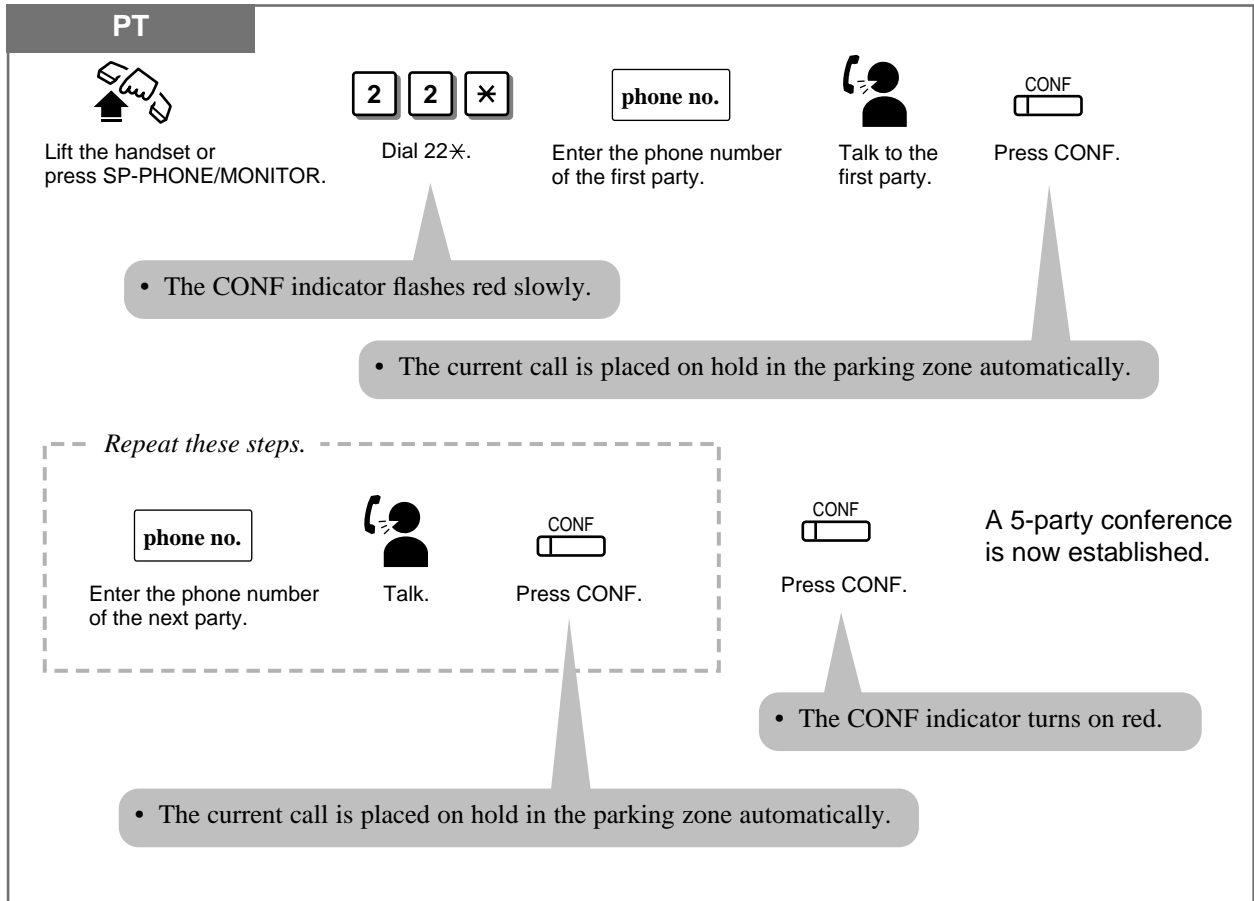 PT
2 2 ✳
phone no.
CONF
Lift the handset or
press SP-PHONE/MONITOR.
Dial 22✳.
Enter the phone number
of the first party.
Talk to the
first party.
Press CONF.
• The CONF indicator flashes red slowly.
• The current call is placed on hold in the parking zone automatically.
Repeat these steps.
phone no.
CONF
Enter the phone number
of the next party.
Talk.
Press CONF.
CONF
Press CONF.
A 5-party conference
is now established.
• The CONF indicator turns on red.
• The current call is placed on hold in the parking zone automatically.